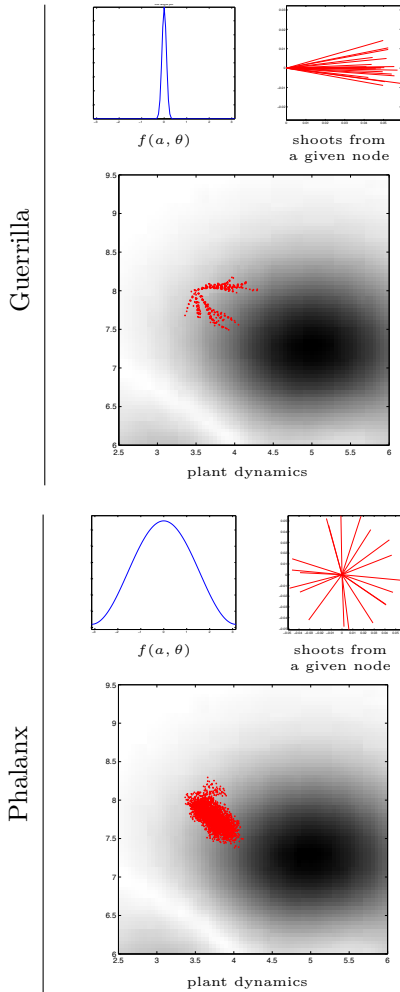 Guerrilla
f(a, θ)
shoots from
a given node
9.5
9
8.5
8
7.5
7
6.5
6
2.5 3 3.5 4 4.5 5 5.5 6
plant dynamics
Phalanx
f(a, θ)
shoots from
a given node
9.5
9
8.5
8
7.5
7
6.5
6
2.5 3 3.5 4 4.5 5 5.5 6
plant dynamics